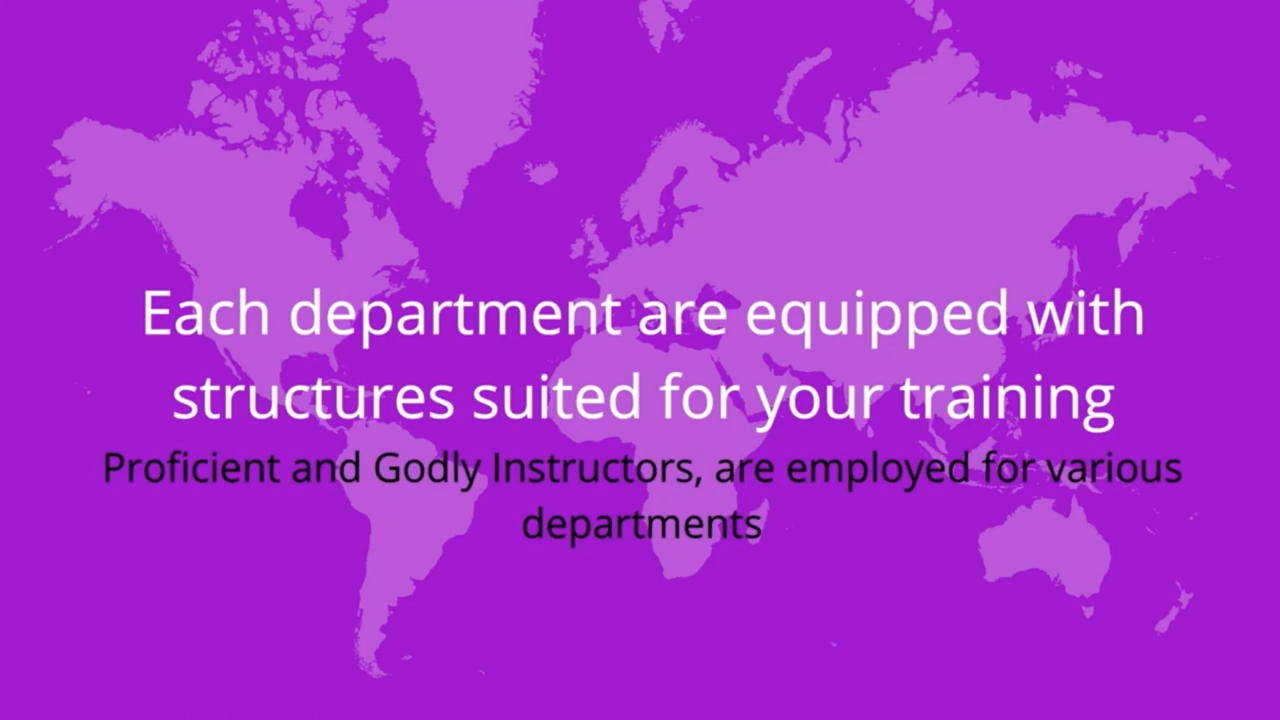 Each department are equipped with
structures suited for your training
Proficient and Godly Instructors, are employed for various
departments